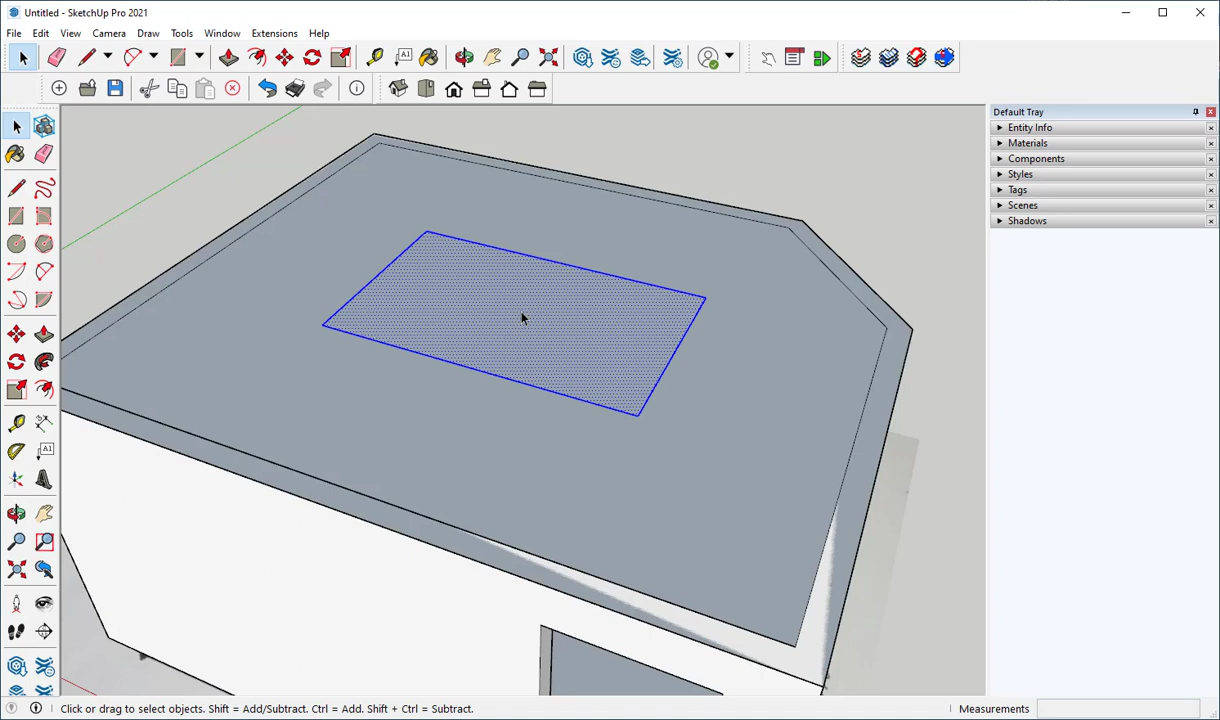 Untitled - SketchUp Pro 2021
File Edit View Camera Draw Tools Window Extensions Help
A1
Default Tray
Entity Info
Materials
Components
Styles
Tags
Scenes
Shadows
A1
Click or drag to select objects. Shift = Add/Subtract. Ctrl = Add. Shift + Ctrl = Subtract.
Measurements